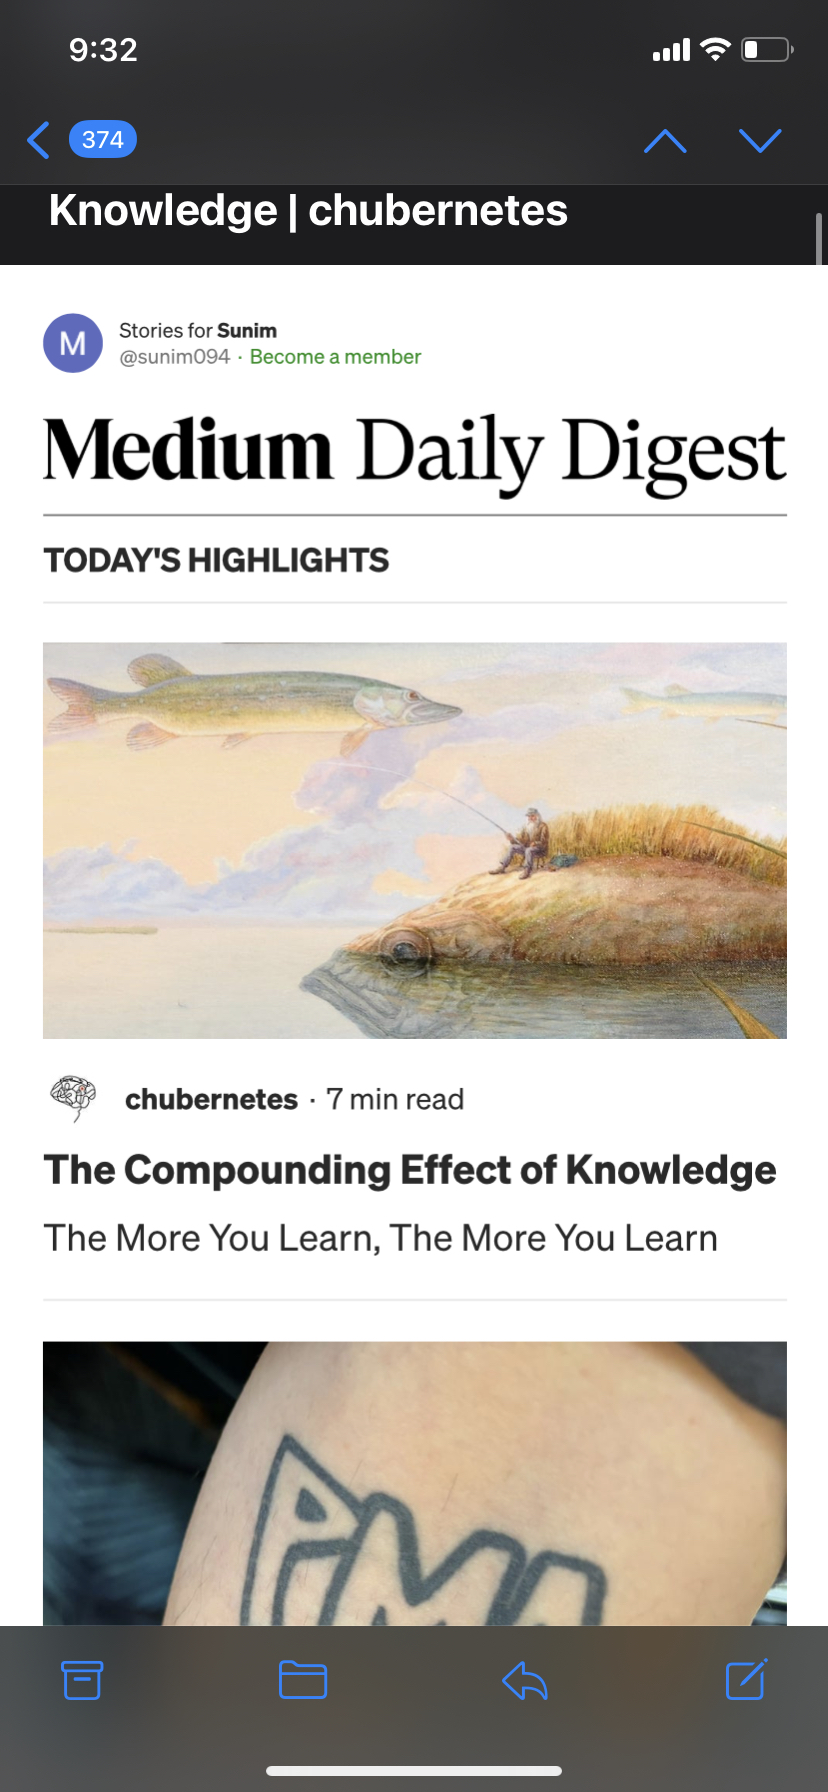 9:32
374
Knowledge | chubernetes
M
Stories for Sunim
@sunim094 · Become a member
Medium Daily Digest
TODAY'S HIGHLIGHTS
chubernetes · 7 min read
The Compounding Effect of Knowledge
The More You Learn, The More You Learn
PMA